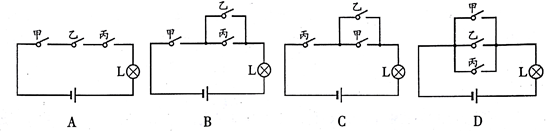 甲 乙 丙 L
A
甲 乙 丙 L
B
丙 乙 甲 L
C
甲 乙 丙 L
D